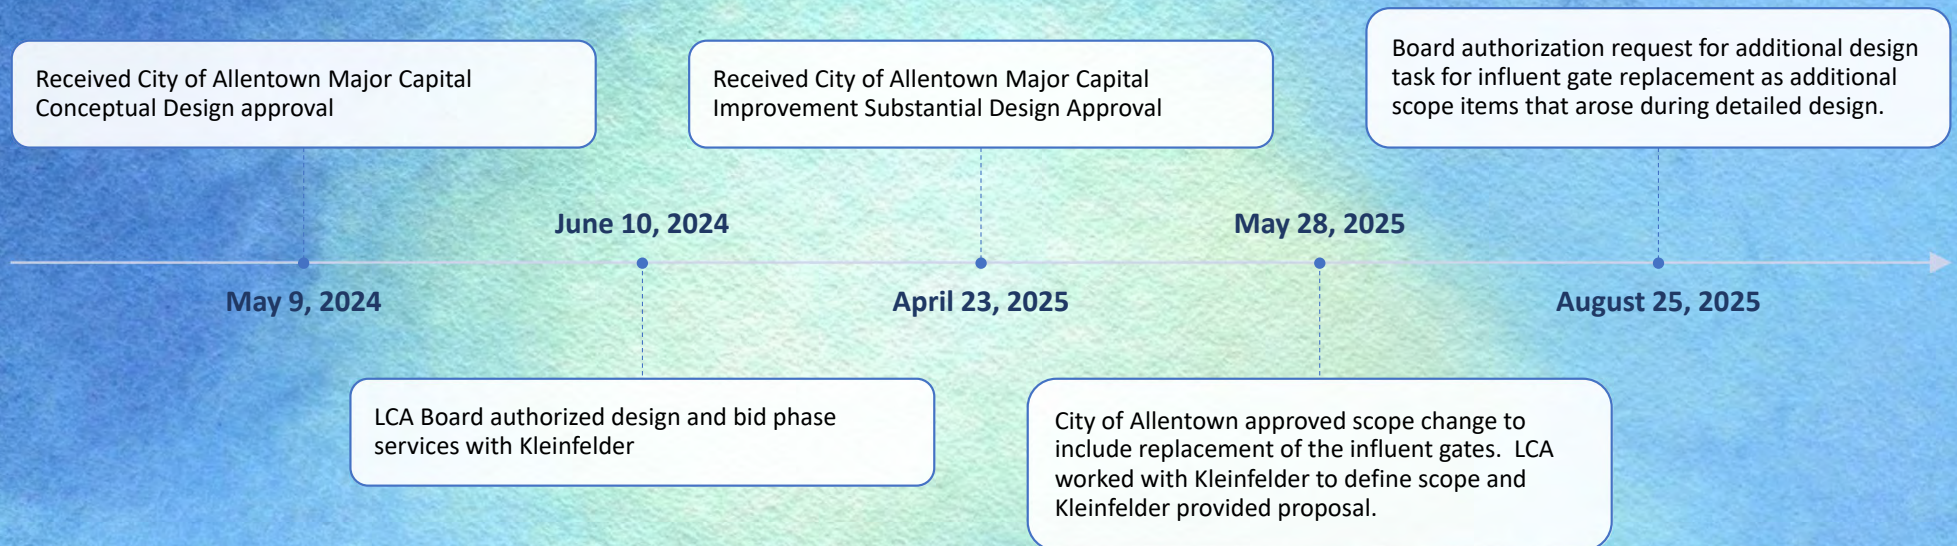 Received City of Allentown Major Capital
Conceptual Design approval
May 9, 2024
June 10, 2024
LCA Board authorized design and bid phase
services with Kleinfelder
Received City of Allentown Major Capital
Improvement Substantial Design Approval
April 23, 2025
May 28, 2025
City of Allentown approved scope change to
include replacement of the influent gates.  LCA
worked with Kleinfelder to define scope and
Kleinfelder provided proposal.
Board authorization request for additional design
task for influent gate replacement as additional
scope items that arose during detailed design.
August 25, 2025